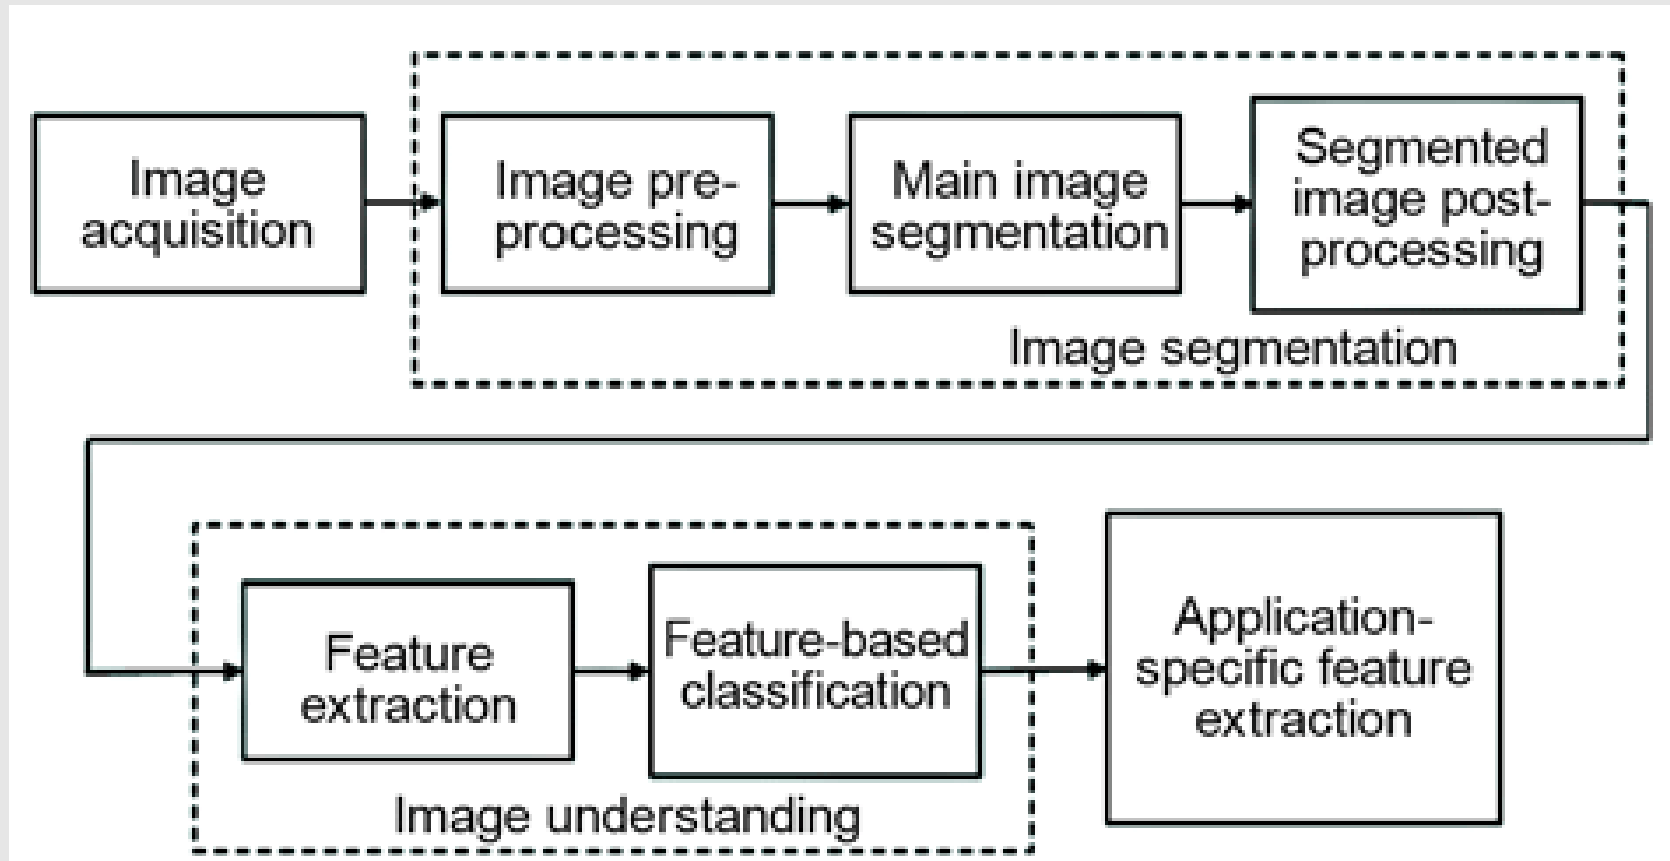 Image
acquisition
Image pre-
processing
Main image
segmentation
Segmented
image post-
processing
Image segmentation
Feature
extraction
Feature-based
classification
Image understanding
Application-
specific feature
extraction